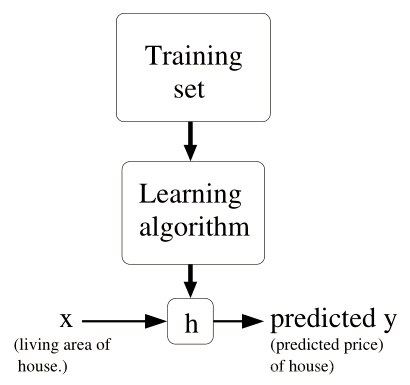 Training
set
Learning
algorithm
x
h
predicted y
(living area of
house.)
(predicted price)
of house)